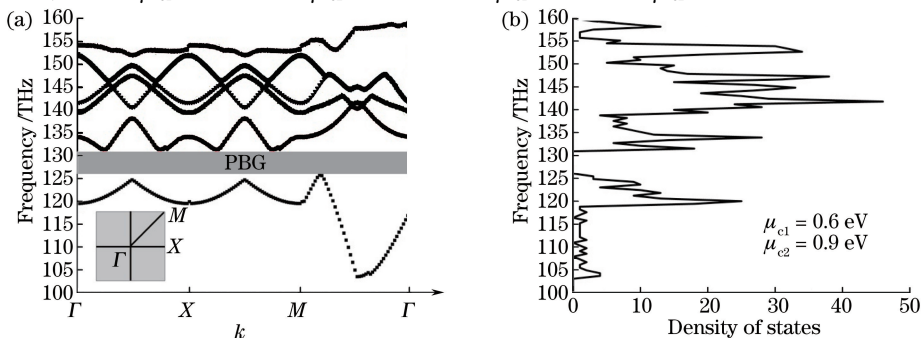 (a)
160
155
150
145
140
135
130
125
120
115
110
105
100
Frequency /THz
PBG
M
X
Γ
Γ X M Γ
k
(b)
160
155
150
145
140
135
130
125
120
115
110
105
100
Frequency /THz
μc1 = 0.6 eV
μc2 = 0.9 eV
0 10 20 30 40 50
Density of states